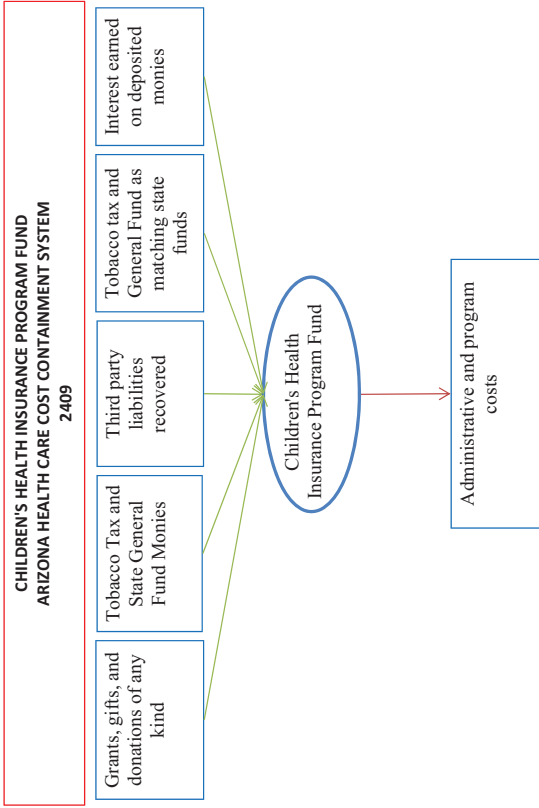 CHILDREN'S HEALTH INSURANCE PROGRAM FUND
ARIZONA HEALTH CARE COST CONTAINMENT SYSTEM
2409
Grants, gifts, and
donations of any
kind
Tobacco Tax and
State General
Fund Monies
Third party
liabilities
recovered
Tobacco tax and
General Fund as
matching state
funds
Interest earned
on deposited
monies
Children's Health
Insurance Program Fund
Administrative and program
costs